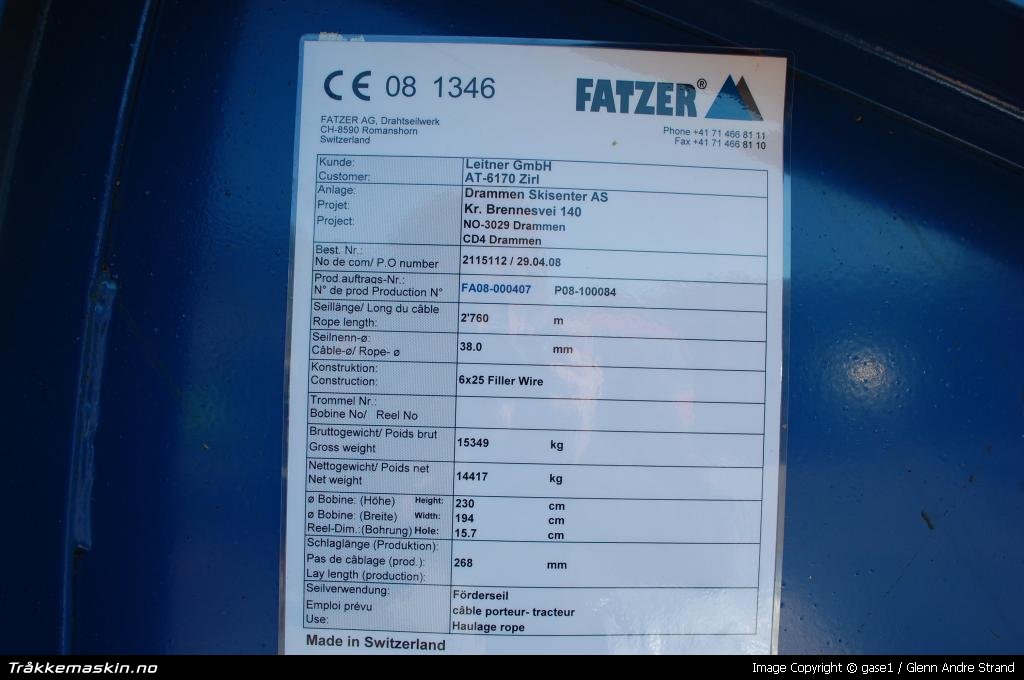 CE 08 1346
FATZER®
FATZER AG, Drahtseilwerk
CH-8590 Romanshorn
Switzerland
Phone +41 71 466 81 11
Fax +41 71 466 81 10
Kunde: Leitner GmbH
Customer: AT-6170 Zirl
Anlage: Drammen Skisenter AS
Projet: Kr. Brennesvei 140
Project: NO-3029 Drammen
CD4 Drammen
Best. Nr.:
No de com/ P.O number 2115112 / 29.04.08
Prod.auftrags-Nr.:
N° de prod Production N° FA08-000407 P08-100084
Seillänge/ Long du câble
Rope length: 2'760 m
Seilnenn-ø:
Câble-ø/ Rope- ø 38.0 mm
Konstruktion:
Construction: 6x25 Filler Wire
Trommel Nr.:
Bobine No/ Reel No
Bruttogewicht/ Poids brut
Gross weight 15349 kg
Nettogewicht/ Poids net
Net weight 14417 kg
ø Bobine: (Höhe) Height: 230 cm
ø Bobine: (Breite) Width: 194 cm
Reel-Dim.:(Bohrung) Hole: 15.7 cm
Schlaglänge (Produktion):
Pas de câblage (prod.): 268 mm
Lay length (production):
Seilverwendung: Förderseil
Emploi prévu câble porteur- tracteur
Use: Haulage rope
Made in Switzerland
Tråkkemaskin.no
Image Copyright © gase1 / Glenn Andre Strand